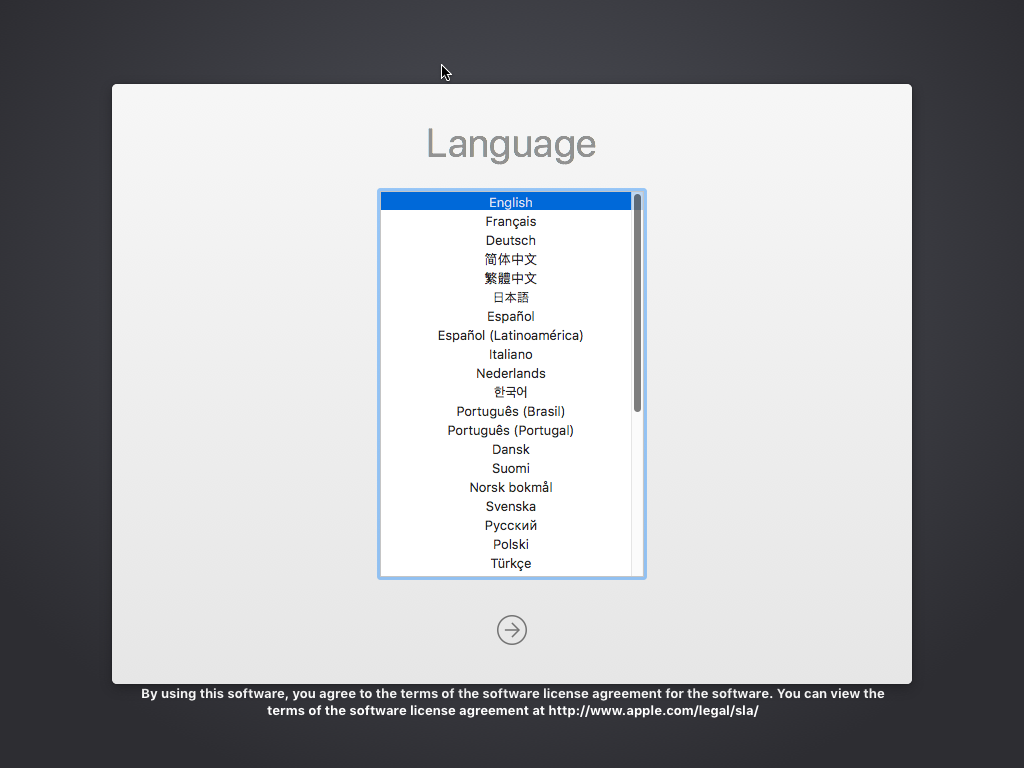 Language
English
Français
Deutsch
简体中文
繁體中文
日本語
Español
Español (Latinoamérica)
Italiano
Nederlands
한국어
Português (Brasil)
Português (Portugal)
Dansk
Suomi
Norsk bokmål
Svenska
Русский
Polski
Türkçe
By using this software, you agree to the terms of the software license agreement for the software. You can view the
terms of the software license agreement at http://www.apple.com/legal/sla/